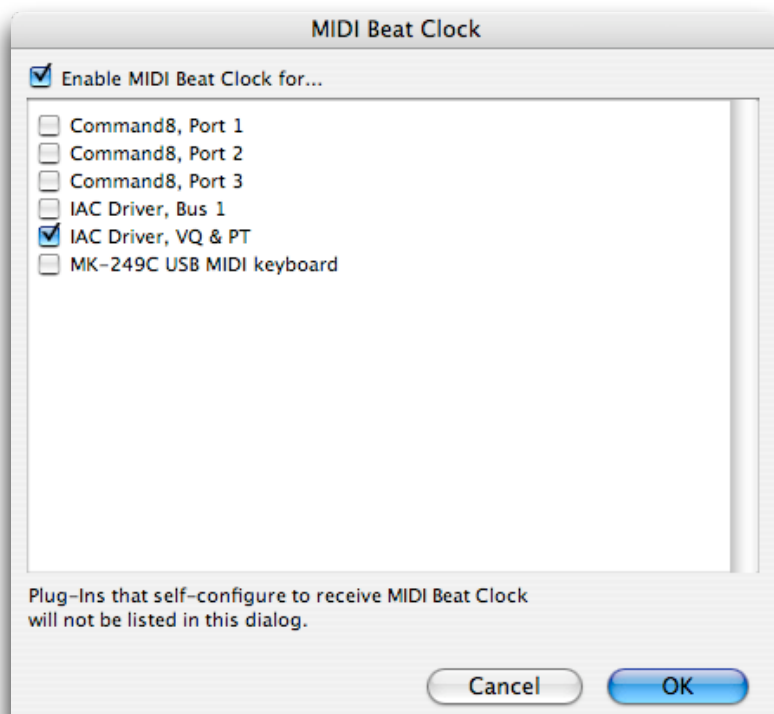 MIDI Beat Clock
Enable MIDI Beat Clock for...
Command8, Port 1
Command8, Port 2
Command8, Port 3
IAC Driver, Bus 1
IAC Driver, VQ & PT
MK-249C USB MIDI keyboard
Plug-Ins that self-configure to receive MIDI Beat Clock
will not be listed in this dialog.
Cancel OK